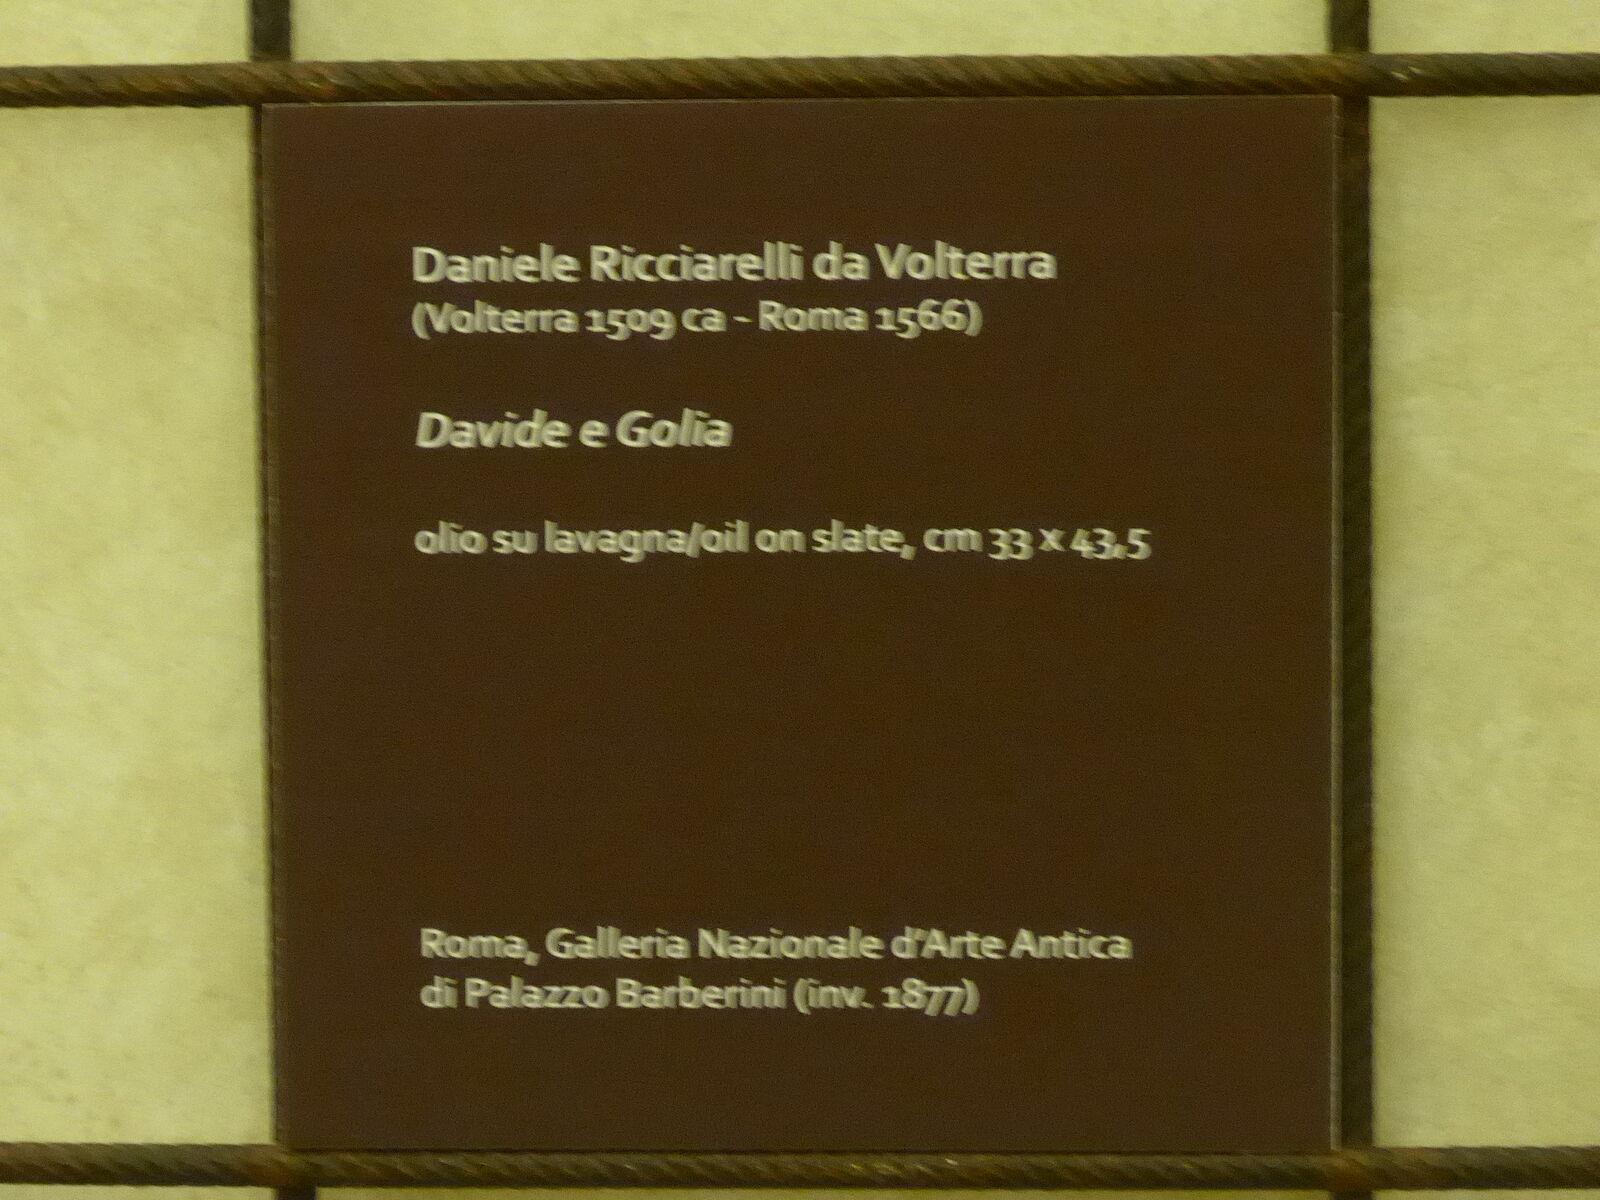 Daniele Ricciarelli da Volterra
(Volterra 1509 ca - Roma 1566)
Davide e Golia
olio su lavagna/oil on slate, cm 33 x 43,5
Roma, Galleria Nazionale d'Arte Antica
di Palazzo Barberini (inv. 1877)